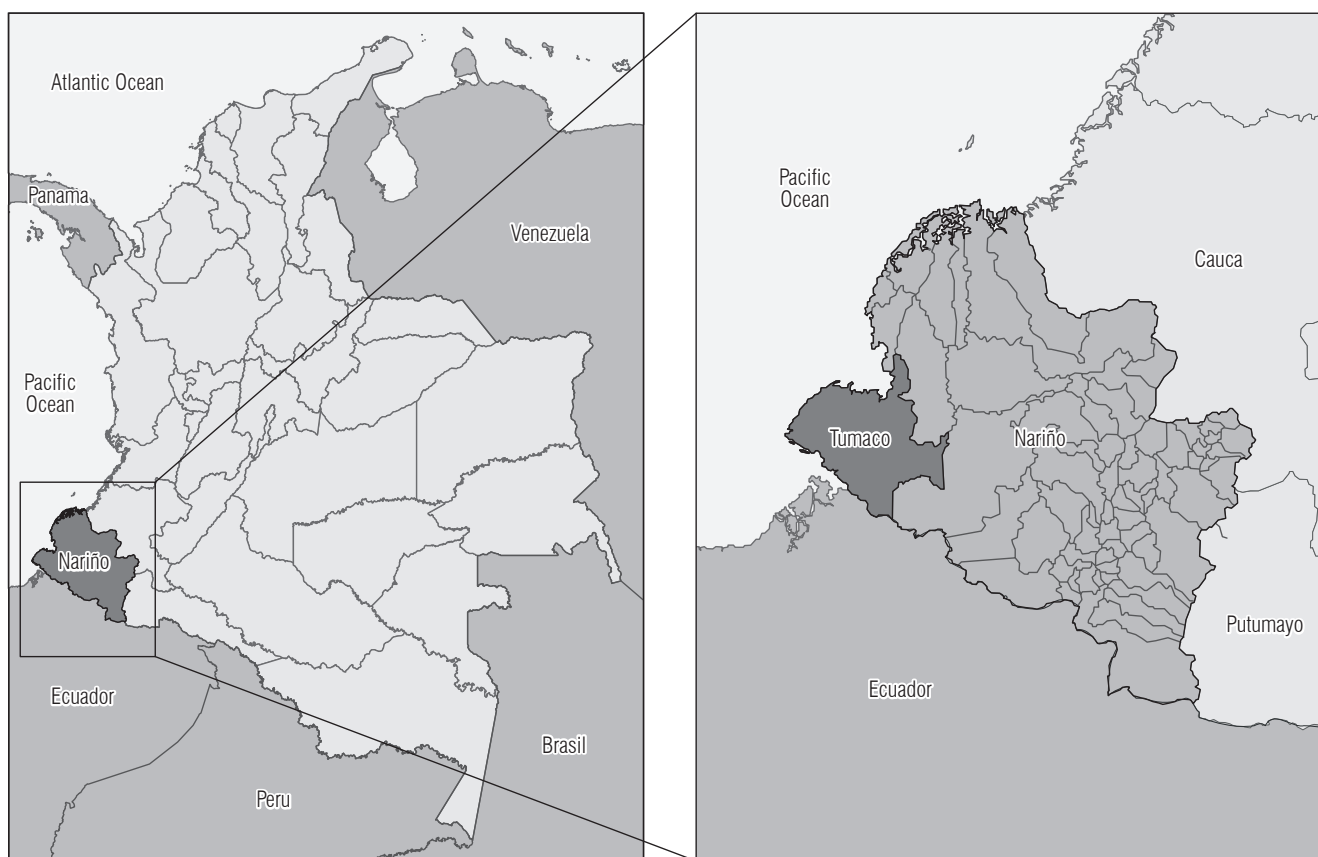 Atlantic Ocean
Panama
Venezuela
Pacific
Ocean
Nariño
Ecuador
Brasil
Peru
Pacific
Ocean
Cauca
Tumaco
Nariño
Putumayo
Ecuador